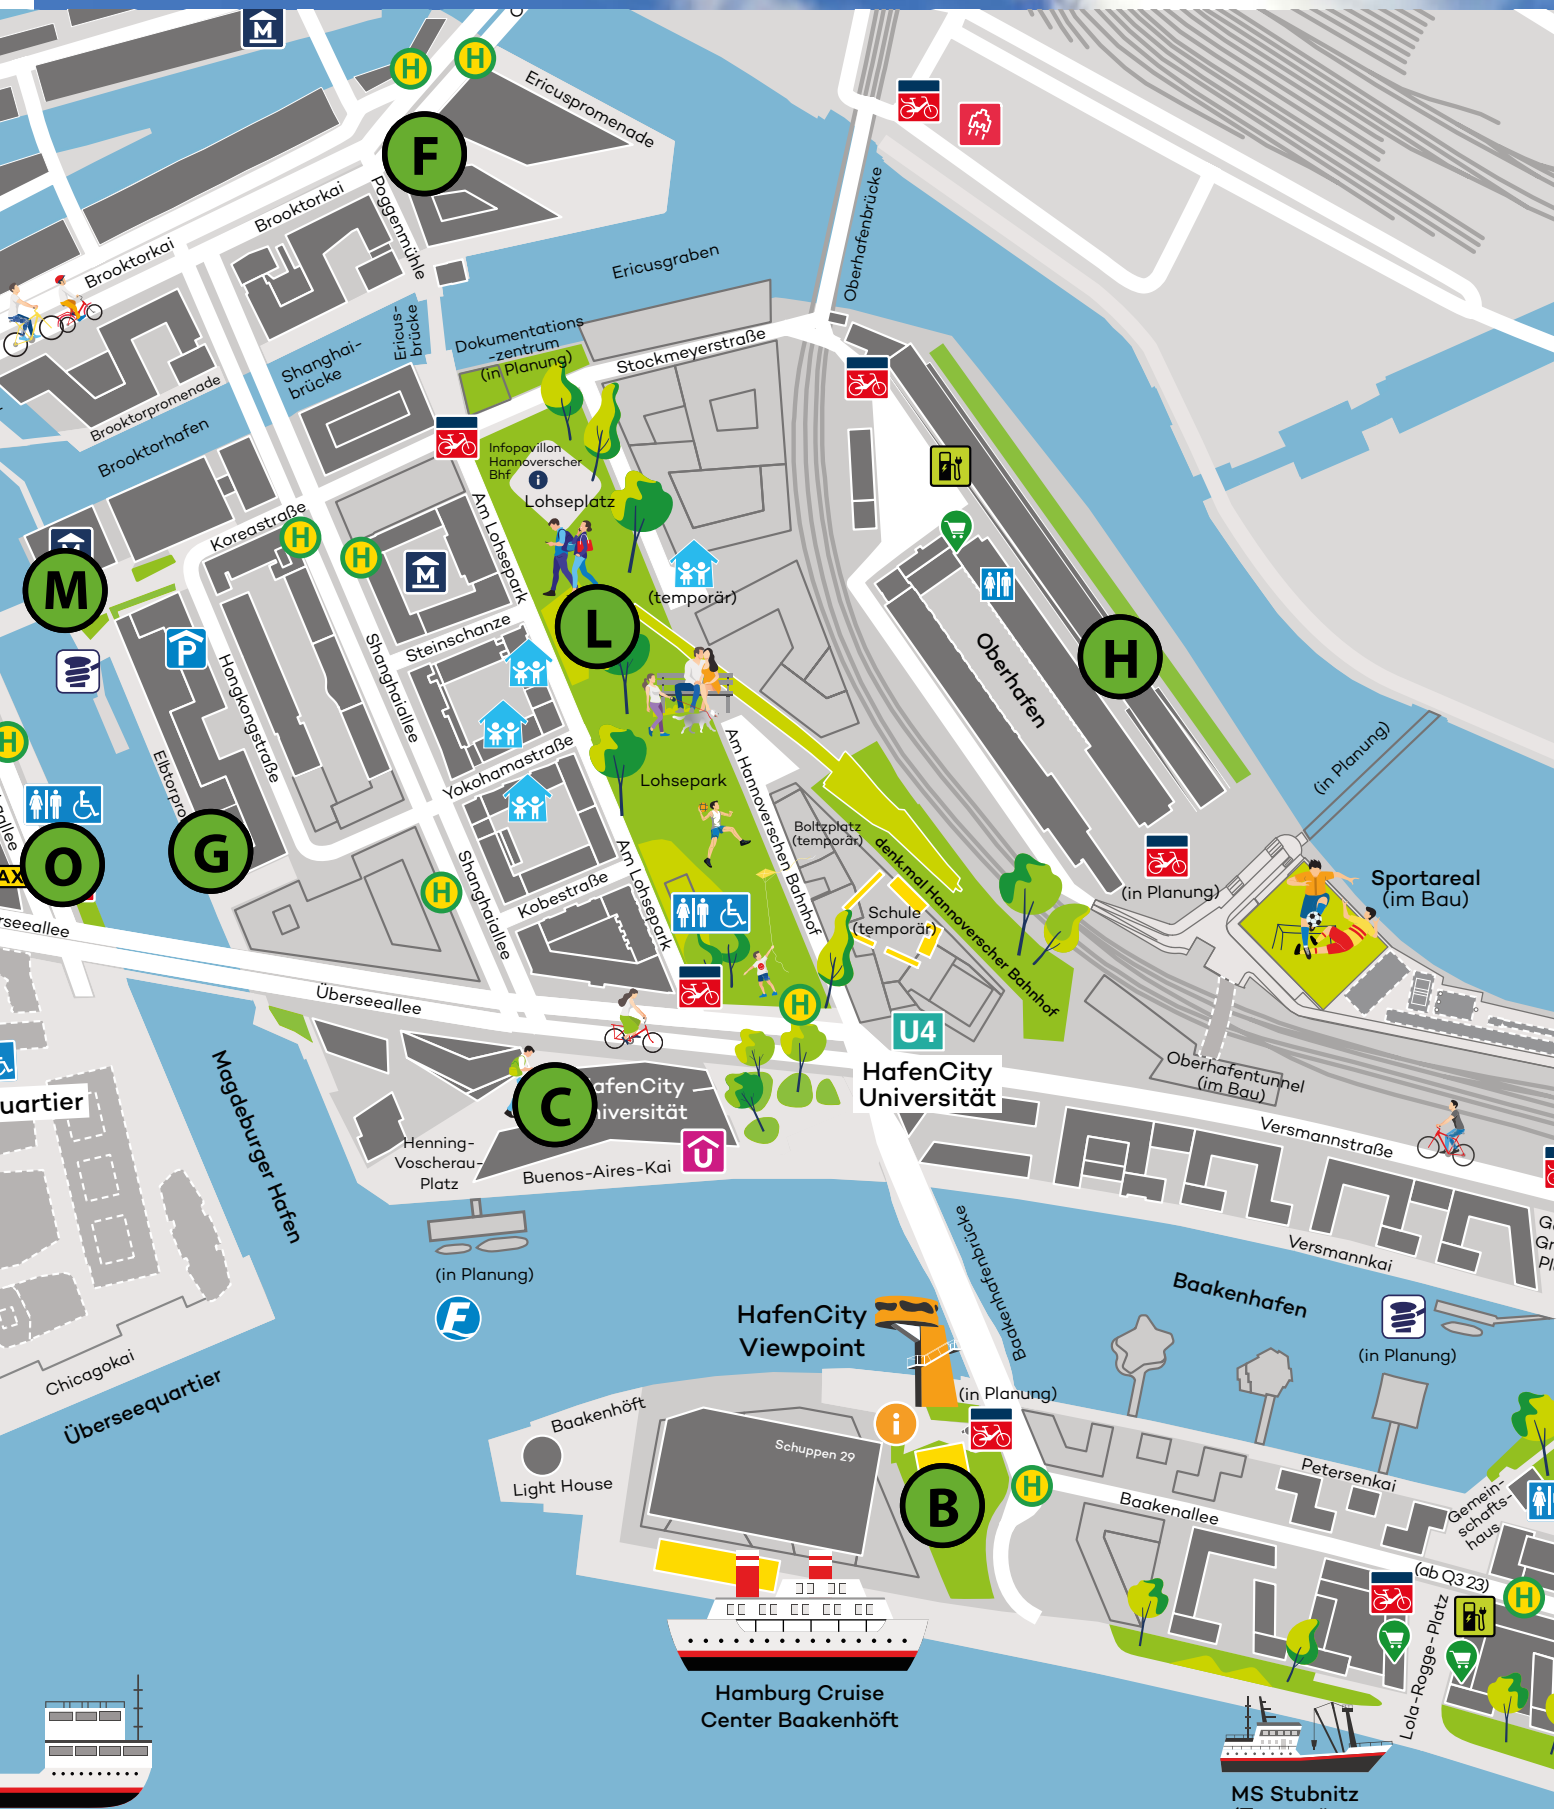 M
H
H
Ericuspromenade
F
Brooktorkai
Poggenmühle
Brooktorkai
Oberhafenbrücke
Ericusgraben
Ericus-
brücke
Dokumentations
-zentrum
(in Planung)
Stockmeyerstraße
Shanghai-
brücke
Brooktorpromenade
Brooktorhafen
Infopavillon
Hannoverscher
Bhf
i
Lohseplatz
Am Lohsepark
Koreastraße
H
H
M
M
M
(temporär)
L
Steinschanze
P
Hongkongstraße
Shanghaiallee
Oberhafen
H
H
Elbtorpro
Yokohamastraße
Lohsepark
Am Hannoverschen Bahnhof
(in Planung)
Boltzplatz
(temporär)
denk.mal Hannoverscher Bahnhof
G
O
AX
Am Lohsepark
Shanghaiallee
H
Kobestraße
Schule
(temporär)
(in Planung)
Sportareal
(im Bau)
rseeallee
Überseeallee
H
U4
HafenCity
Universität
Oberhafentunnel
(im Bau)
uartier
Magdeburger Hafen
C
afenCity
niversität
Henning-
Voscherau-
Platz
Buenos-Aires-Kai
U
Versmannstraße
Versmannkai
(in Planung)
F
Baakenhafenbrücke
Baakenhafen
HafenCity
Viewpoint
(in Planung)
Chicagokai
Überseequartier
(in Planung)
i
Baakenhöft
Light House
Schuppen 29
B
H
Baakenallee
Petersenkai
Gemein-
schafts-
haus
(ab Q3 23)
H
Lola-Rogge-Platz
Hamburg Cruise
Center Baakenhöft
MS Stubnitz